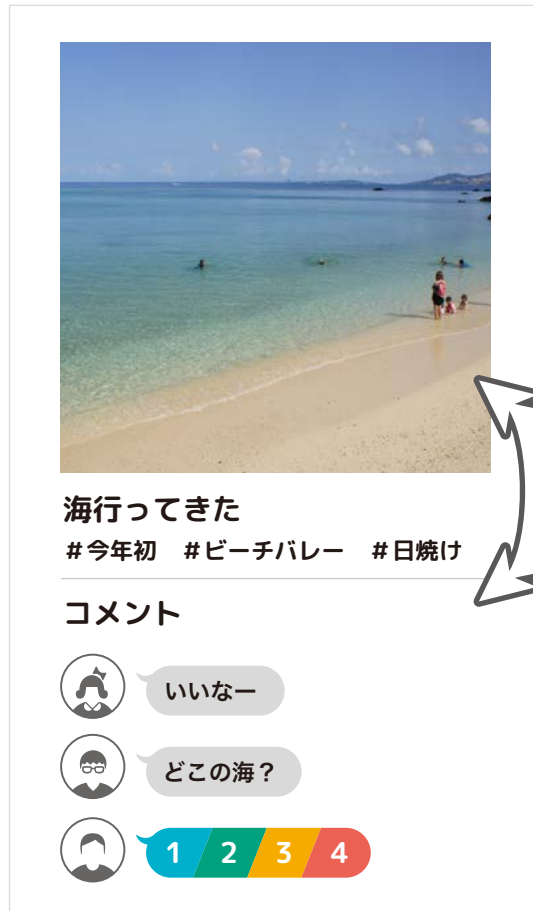 海行ってきた
#今年初 #ビーチバレー #日焼け
コメント
いいなー
どこの海？
1 2 3 4